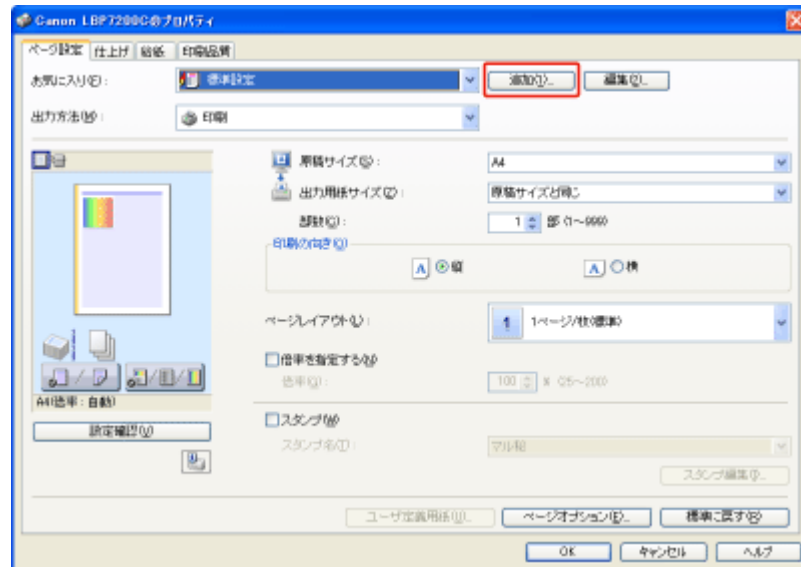 Canon LBP7200Cのプロパティ
ページ設定 仕上げ 給紙 印刷品質
お気に入り(F): 標準設定 追加(1)... 編集(2)...
出力方法(M): 印刷
原稿サイズ(S): A4
出力用紙サイズ(Z): 原稿サイズと同じ
部数(C): 1 部 (1～999)
印刷の向き(O)
A 縦 A 横
ページレイアウト(L): 1 1ページ/枚(標準)
倍率を指定する(N)
倍率(G): 100 % (25～200)
A4(倍率: 自動)
設定確認(V)
スタンプ(W)
スタンプ名(T): マル秘
スタンプ編集(I)...
ユーザ定義用紙(U)... ページオプション(E)... 標準に戻す(R)
OK キャンセル ヘルプ